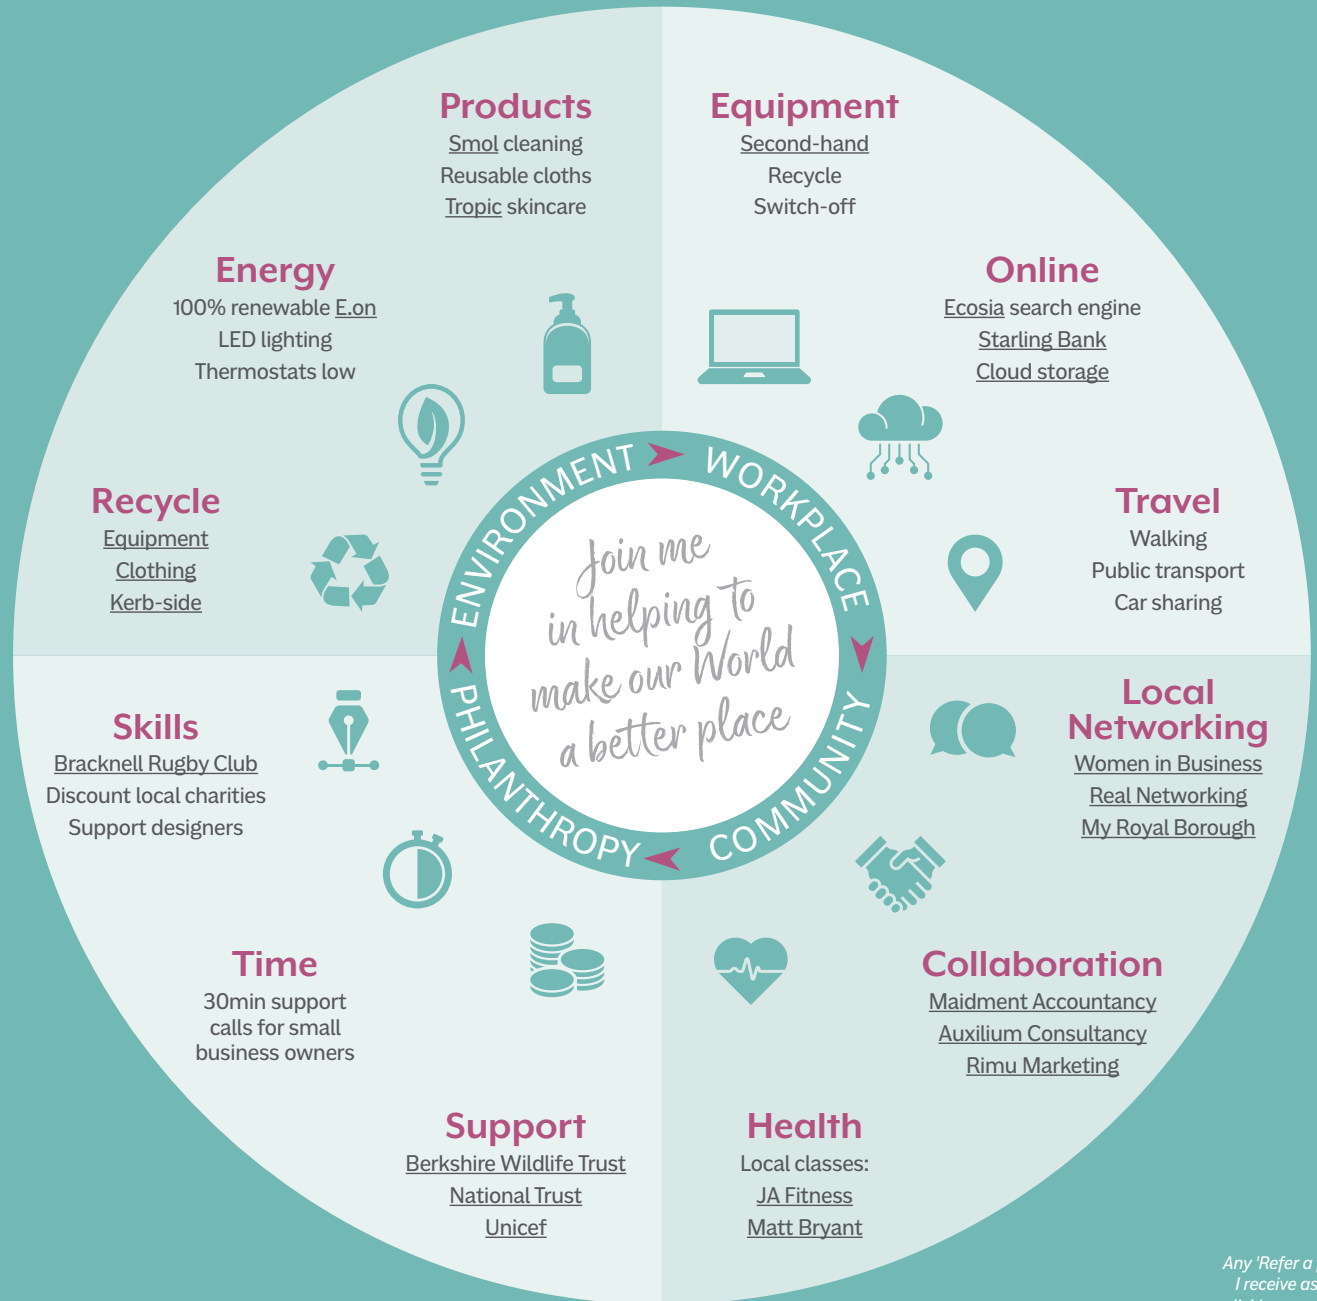 Products
Smol cleaning
Reusable cloths
Tropic skincare
Equipment
Second-hand
Recycle
Switch-off
Energy
100% renewable E.on
LED lighting
Thermostats low
Online
Ecosia search engine
Starling Bank
Cloud storage
Recycle
Equipment
Clothing
Kerb-side
Travel
Walking
Public transport
Car sharing
ENVIRONMENT
WORKPLACE
COMMUNITY
PHILANTHROPY
Join me
in helping to
make our World
a better place
Skills
Bracknell Rugby Club
Discount local charities
Support designers
Local
Networking
Women in Business
Real Networking
My Royal Borough
Time
30min support
calls for small
business owners
Collaboration
Maidment Accountancy
Auxilium Consultancy
Rimu Marketing
Support
Berkshire Wildlife Trust
National Trust
Unicef
Health
Local classes:
JA Fitness
Matt Bryant
Any 'Refer a
I receive as